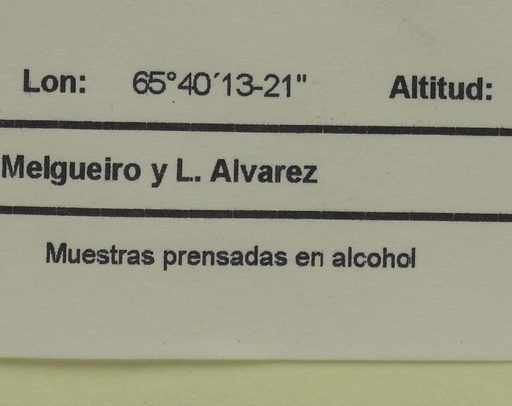 Lon: 65°40´13-21" Altitud:
Melgueiro y L. Alvarez
Muestras prensadas en alcohol